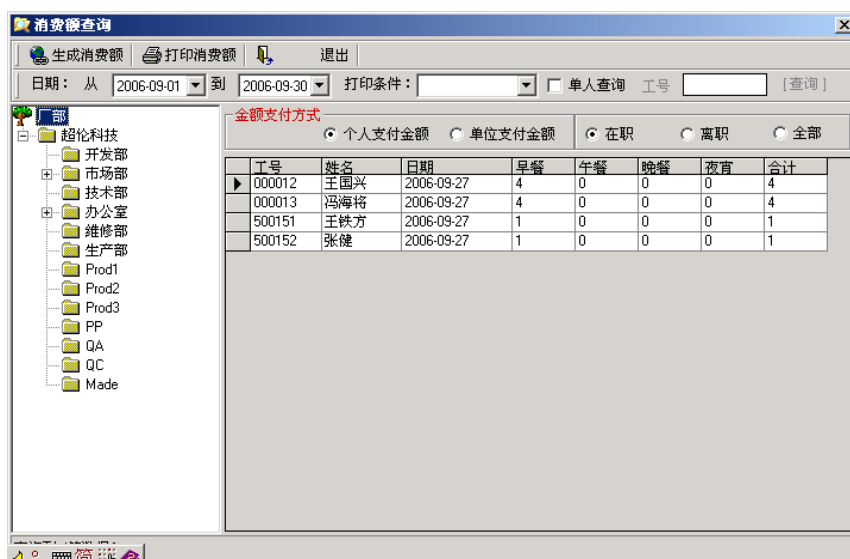 消费额查询
生成消费额 打印消费额 退出
日期： 从 2006-09-01 到 2006-09-30 打印条件： 单人查询 工号 [查询]
厂部
超伦科技
开发部
市场部
技术部
办公室
维修部
生产部
Prod1
Prod2
Prod3
PP
QA
QC
Made
金额支付方式
个人支付金额 单位支付金额 在职 离职 全部
工号 姓名 日期 早餐 午餐 晚餐 夜宵 合计
000012 王国兴 2006-09-27 4 0 0 0 4
000013 冯海将 2006-09-27 4 0 0 0 4
500151 王铁方 2006-09-27 1 0 0 0 1
500152 张健 2006-09-27 1 0 0 0 1
简